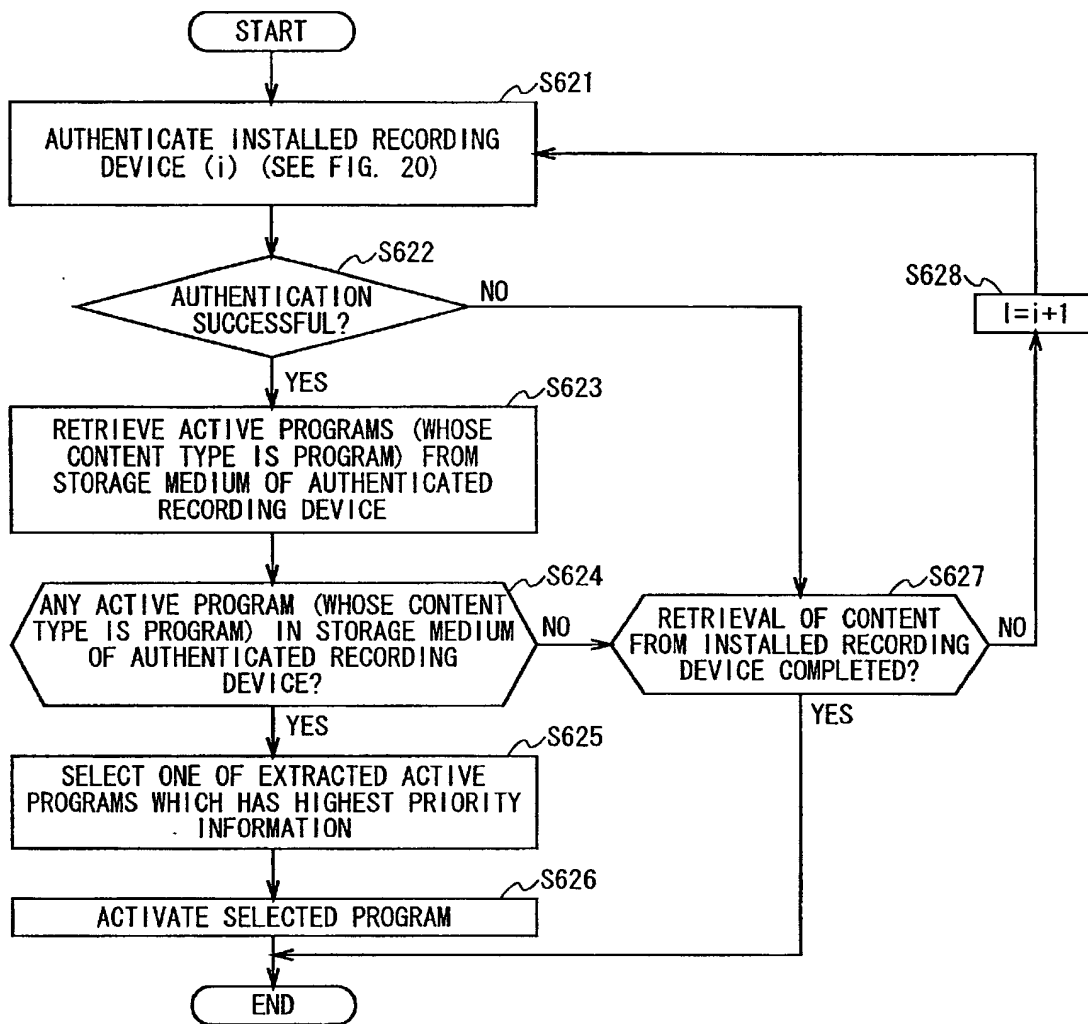 START
S621
AUTHENTICATE INSTALLED RECORDING
DEVICE (i) (SEE FIG. 20)
S622
AUTHENTICATION
SUCCESSFUL?
NO
YES
S628
I=i+1
S623
RETRIEVE ACTIVE PROGRAMS (WHOSE
CONTENT TYPE IS PROGRAM) FROM
STORAGE MEDIUM OF AUTHENTICATED
RECORDING DEVICE
S624
ANY ACTIVE PROGRAM (WHOSE CONTENT
TYPE IS PROGRAM) IN STORAGE MEDIUM
OF AUTHENTICATED RECORDING
DEVICE?
NO
YES
S627
RETRIEVAL OF CONTENT
FROM INSTALLED RECORDING
DEVICE COMPLETED?
NO
YES
S625
SELECT ONE OF EXTRACTED ACTIVE
PROGRAMS WHICH HAS HIGHEST PRIORITY
INFORMATION
S626
ACTIVATE SELECTED PROGRAM
END